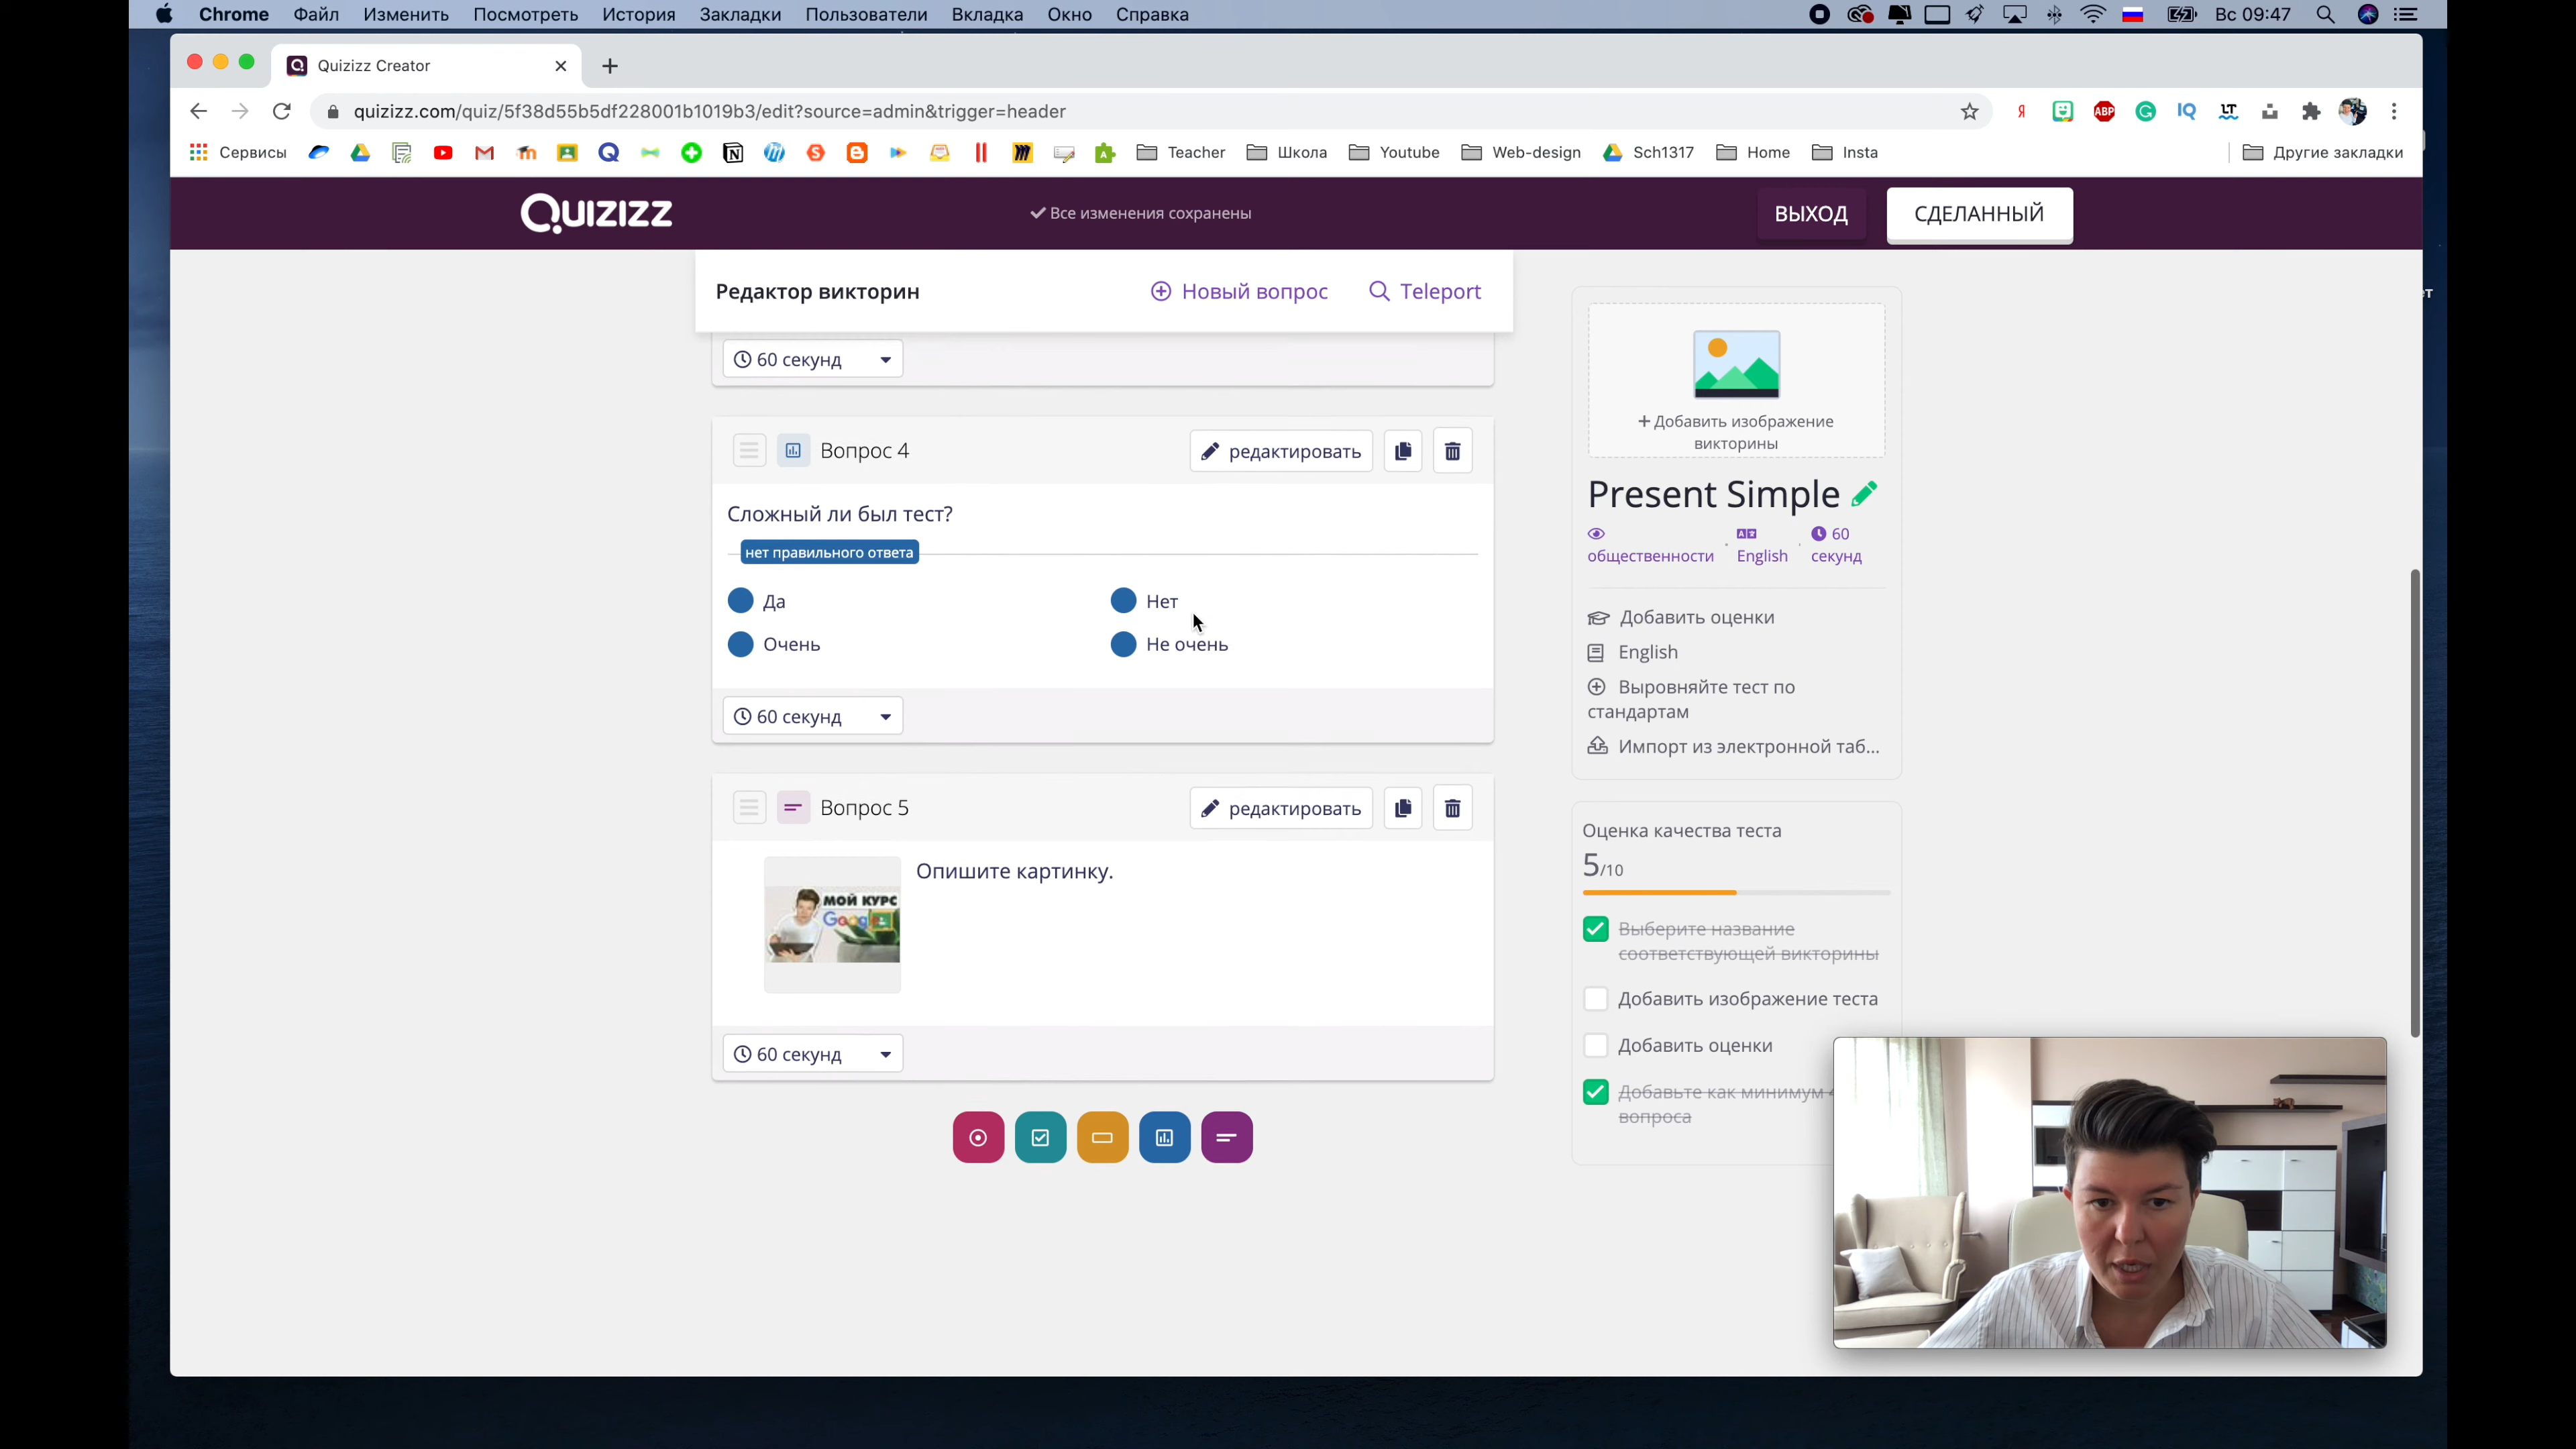 Chrome Файл Изменить Посмотреть История Закладки Пользователи Вкладка Окно Справка Вс 09:47
Quizizz Creator
quizizz.com/quiz/5f38d55b5df228001b1019b3/edit?source=admin&trigger=header
Сервисы Teacher Школа Youtube Web-design Sch1317 Home Insta Другие закладки
Quizizz
Все изменения сохранены
ВЫХОД
СДЕЛАННЫЙ
Редактор викторин
Новый вопрос
Teleport
60 секунд
Вопрос 4
редактировать
Сложный ли был тест?
нет правильного ответа
Да
Нет
Очень
Не очень
60 секунд
Вопрос 5
редактировать
МОЙ КУРС
Google
Опишите картинку.
60 секунд
+ Добавить изображение
викторины
Present Simple
общественности
English
60
секунд
Добавить оценки
English
Выровняйте тест по
стандартам
Импорт из электронной таб...
Оценка качества теста
5/10
Выберите название
соответствующей викторины
Добавить изображение теста
Добавить оценки
Добавьте как минимум
вопроса